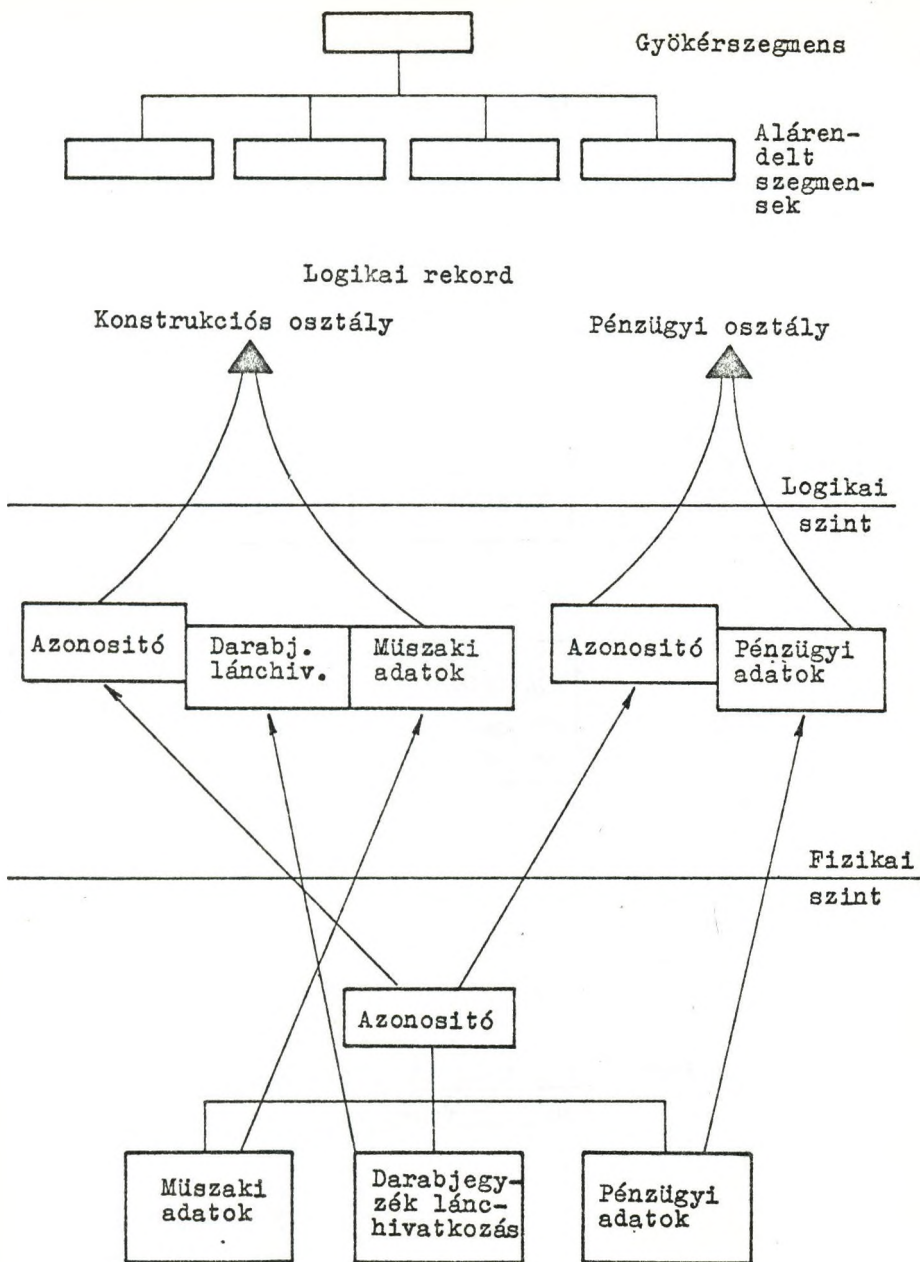 Gyökérszegmens
Aláren-
delt
szegmen-
sek
Logikai rekord
Konstrukciós osztály
Pénzügyi osztály
Logikai
szint
Azonositó
Darabj.
lánchiv.
Müszaki
adatok
Azonositó
Pénzügyi
adatok
Fizikai
szint
Azonositó
Müszaki
adatok
Darabjegy-
zék lánc-
hivatkozás
Pénzügyi
adatok